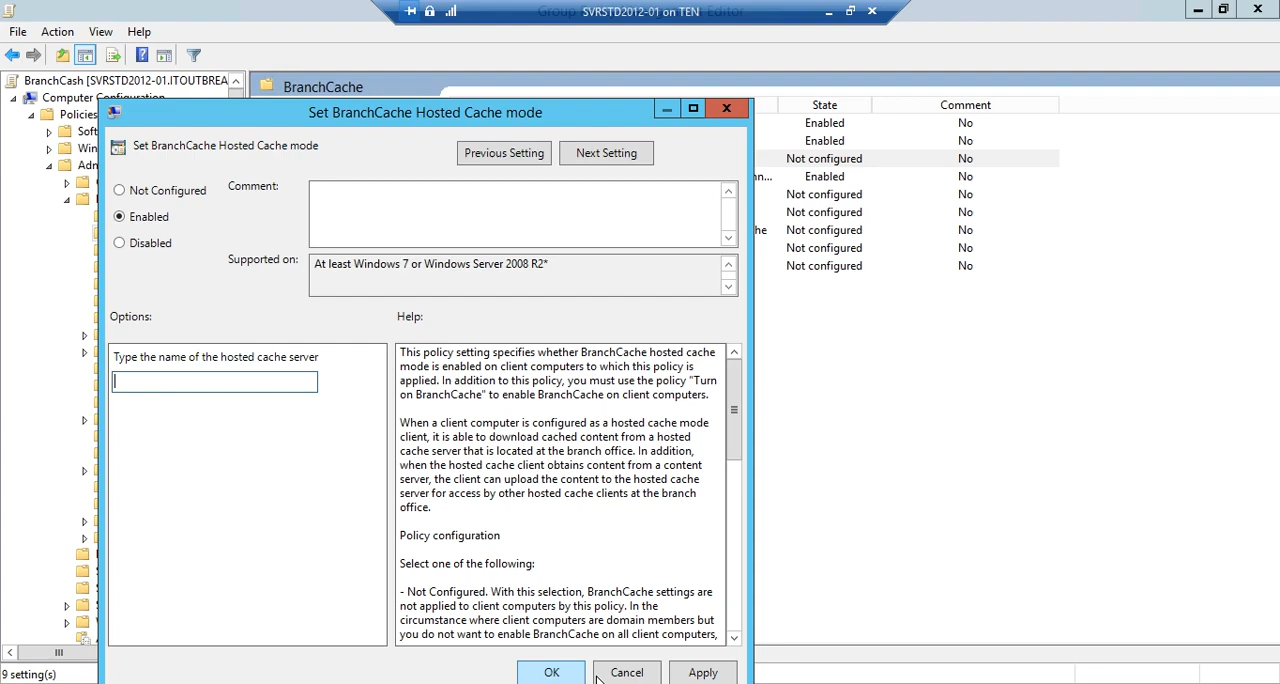 SVRSTD2012-01 on TEN
File Action View Help
BranchCash [SVRSTD2012-01.ITOUTBREA
Computer Configuration
Policies
Soft
Win
Adm
BranchCache
State Comment
Enabled No
Enabled No
Not configured No
nn... Enabled No
Not configured No
Not configured No
he Not configured No
Not configured No
Not configured No
Set BranchCache Hosted Cache mode
Set BranchCache Hosted Cache mode
Previous Setting Next Setting
Not Configured
Enabled
Disabled
Comment:
Supported on:
At least Windows 7 or Windows Server 2008 R2*
Options:
Help:
Type the name of the hosted cache server
This policy setting specifies whether BranchCache hosted cache
mode is enabled on client computers to which this policy is
applied. In addition to this policy, you must use the policy "Turn
on BranchCache" to enable BranchCache on client computers.
When a client computer is configured as a hosted cache mode
client, it is able to download cached content from a hosted
cache server that is located at the branch office. In addition,
when the hosted cache client obtains content from a content
server, the client can upload the content to the hosted cache
server for access by other hosted cache clients at the branch
office.
Policy configuration
Select one of the following:
- Not Configured. With this selection, BranchCache settings are
not applied to client computers by this policy. In the
circumstance where client computers are domain members but
you do not want to enable BranchCache on all client computers,
OK Cancel Apply
9 setting(s)